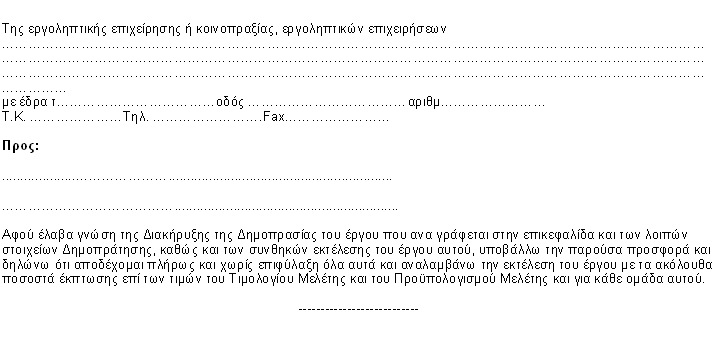 Της εργοληπτικής επιχείρησης ή κοινοπραξίας, εργοληπτικών επιχειρήσεων
……………………………………………………………………………………………………………………………………………
……………………………………………………………………………………………………………………………………………
……………………………………………………………………………………………………………………………………………
……………
με έδρα τ………………………………οδός ……………………………… αριθμ……………………
Τ.Κ. …………………Τηλ. …………………….Fax……………………
Προς:
.....................…………………….............................................................
…………………………………............................................................
Αφού έλαβα γνώση της Διακήρυξης της Δημοπρασίας του έργου που ανα γράφεται στην επικεφαλίδα και των λοιπών
στοιχείων Δημοπράτησης, καθώς και των συνθηκών εκτέλεσης του έργου αυτού, υποβάλλω την παρούσα προσφορά και
δηλώνω ότι αποδέχομαι πλήρως και χωρίς επιφύλαξη όλα αυτά και αναλαμβάνω την εκτέλεση του έργου με τα ακόλουθα
ποσοστά έκπτωσης επί των τιμών του Τιμολογίου Μελέτης και του Προϋπολογισμού Μελέτης και για κάθε ομάδα αυτού.
---------------------------